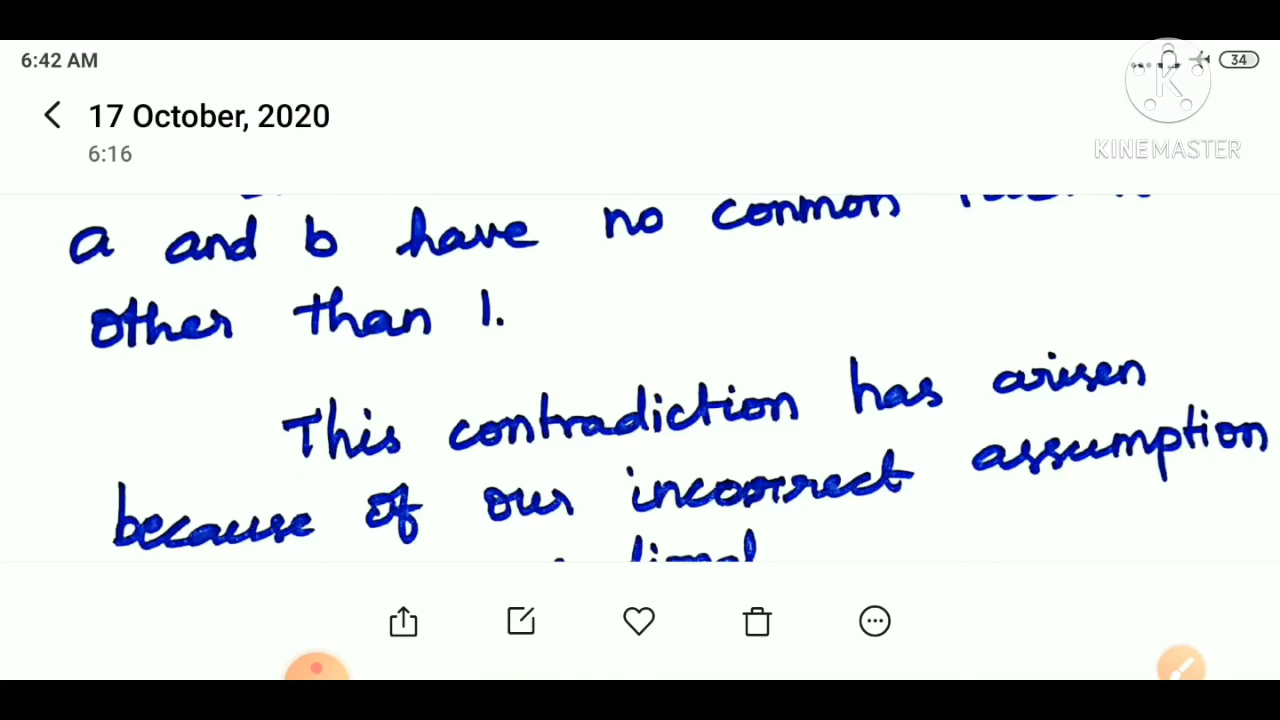 6:42 AM
34
17 October, 2020
6:16
KINEMASTER
a and b have no conmon
other than 1.
This contradiction has arisen
because of our incorrect assumption